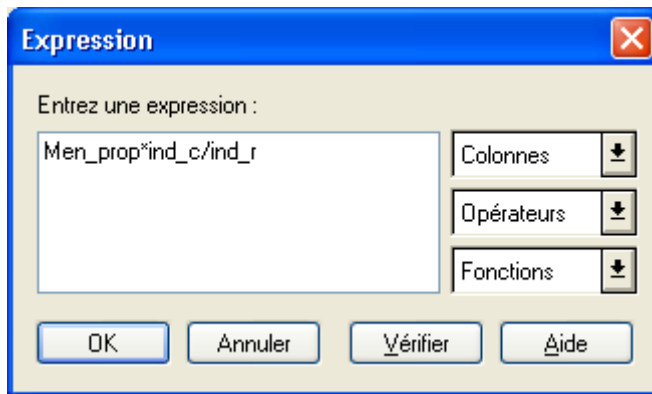 Expression
Entrez une expression :
Men_prop*ind_c/ind_r
Colonnes
Opérateurs
Fonctions
OK Annuler Vérifier Aide